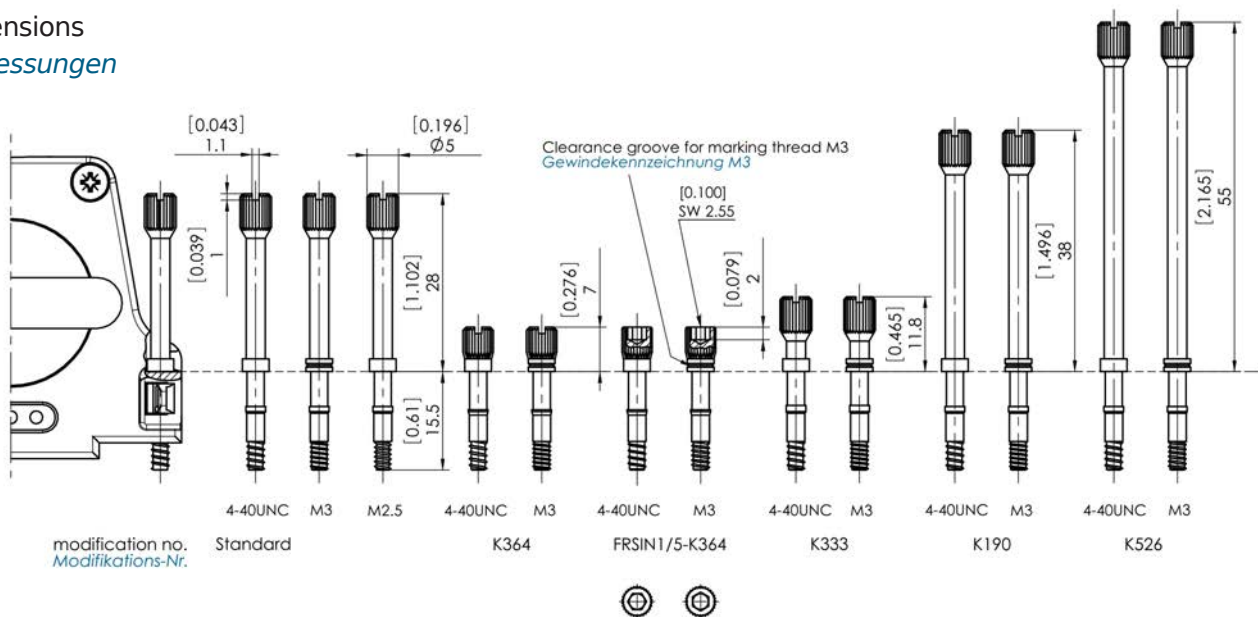 ensions
essungen
[0.043]
1.1
[0.196]
Ø5
[0.039]
1
[1.102]
28
[0.61]
15.5
[0.276]
7
Clearance groove for marking thread M3
Gewindekennzeichnung M3
[0.100]
SW 2.55
[0.079]
2
[0.465]
11.8
[1.496]
38
[2.165]
55
4-40UNC M3 M2.5 4-40UNC M3 4-40UNC M3 4-40UNC M3 4-40UNC M3 4-40UNC M3
modification no. Standard K364 FRSIN1/5-K364 K333 K190 K526
Modifikations-Nr.